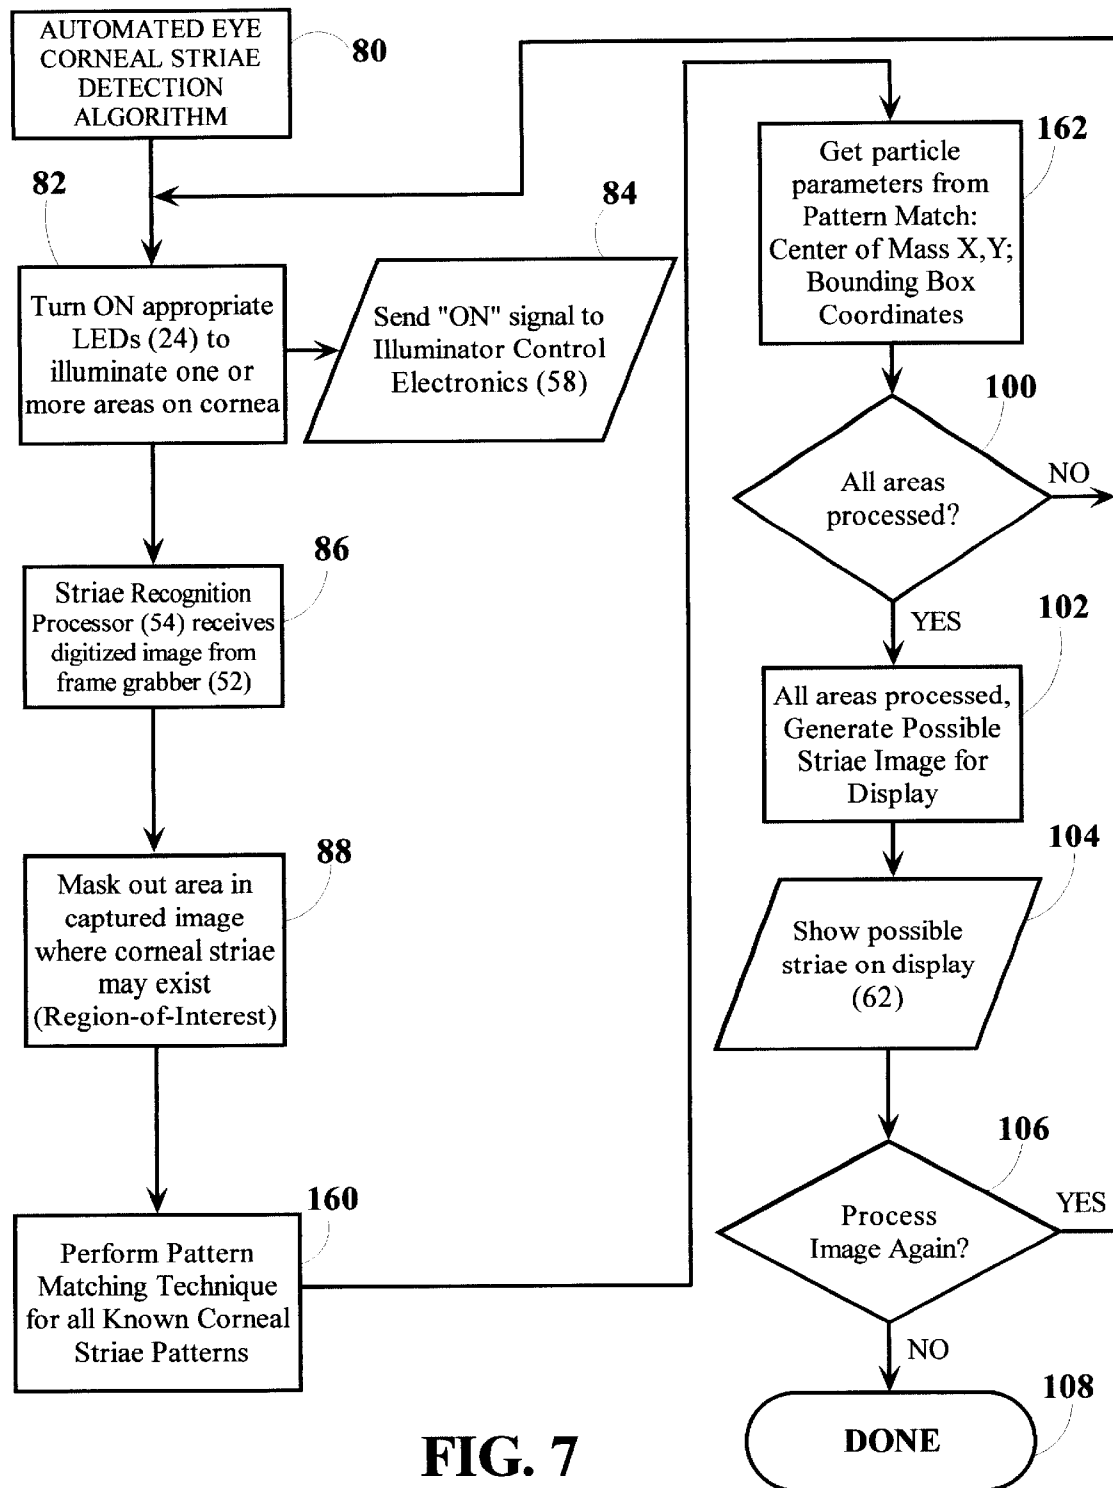 AUTOMATED EYE
CORNEAL STRIAE
DETECTION
ALGORITHM
80
82
Turn ON appropriate
LEDs (24) to
illuminate one or
more areas on cornea
84
Send "ON" signal to
Illuminator Control
Electronics (58)
86
Striae Recognition
Processor (54) receives
digitized image from
frame grabber (52)
88
Mask out area in
captured image
where corneal striae
may exist
(Region-of-Interest)
160
Perform Pattern
Matching Technique
for all Known Corneal
Striae Patterns
162
Get particle
parameters from
Pattern Match:
Center of Mass X,Y;
Bounding Box
Coordinates
100
All areas
processed?
NO
YES
102
All areas processed,
Generate Possible
Striae Image for
Display
104
Show possible
striae on display
(62)
106
Process
Image Again?
YES
NO
108
DONE
FIG. 7